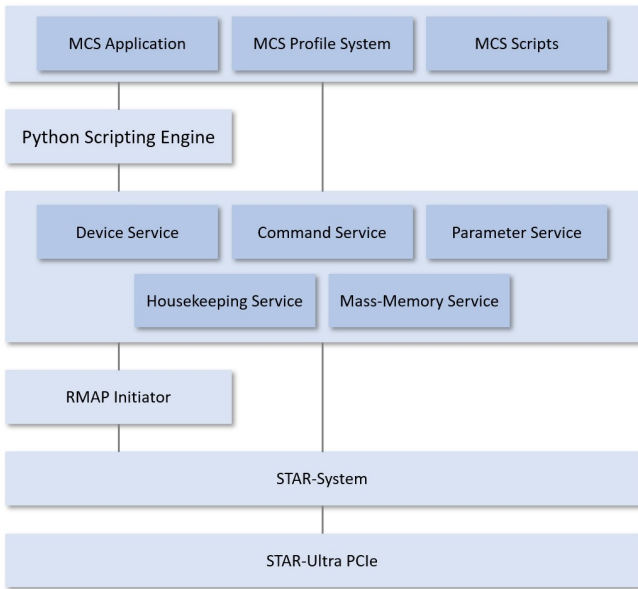 MCS Application
MCS Profile System
MCS Scripts
Python Scripting Engine
Device Service
Command Service
Parameter Service
Housekeeping Service
Mass-Memory Service
RMAP Initiator
STAR-System
STAR-Ultra PCIe